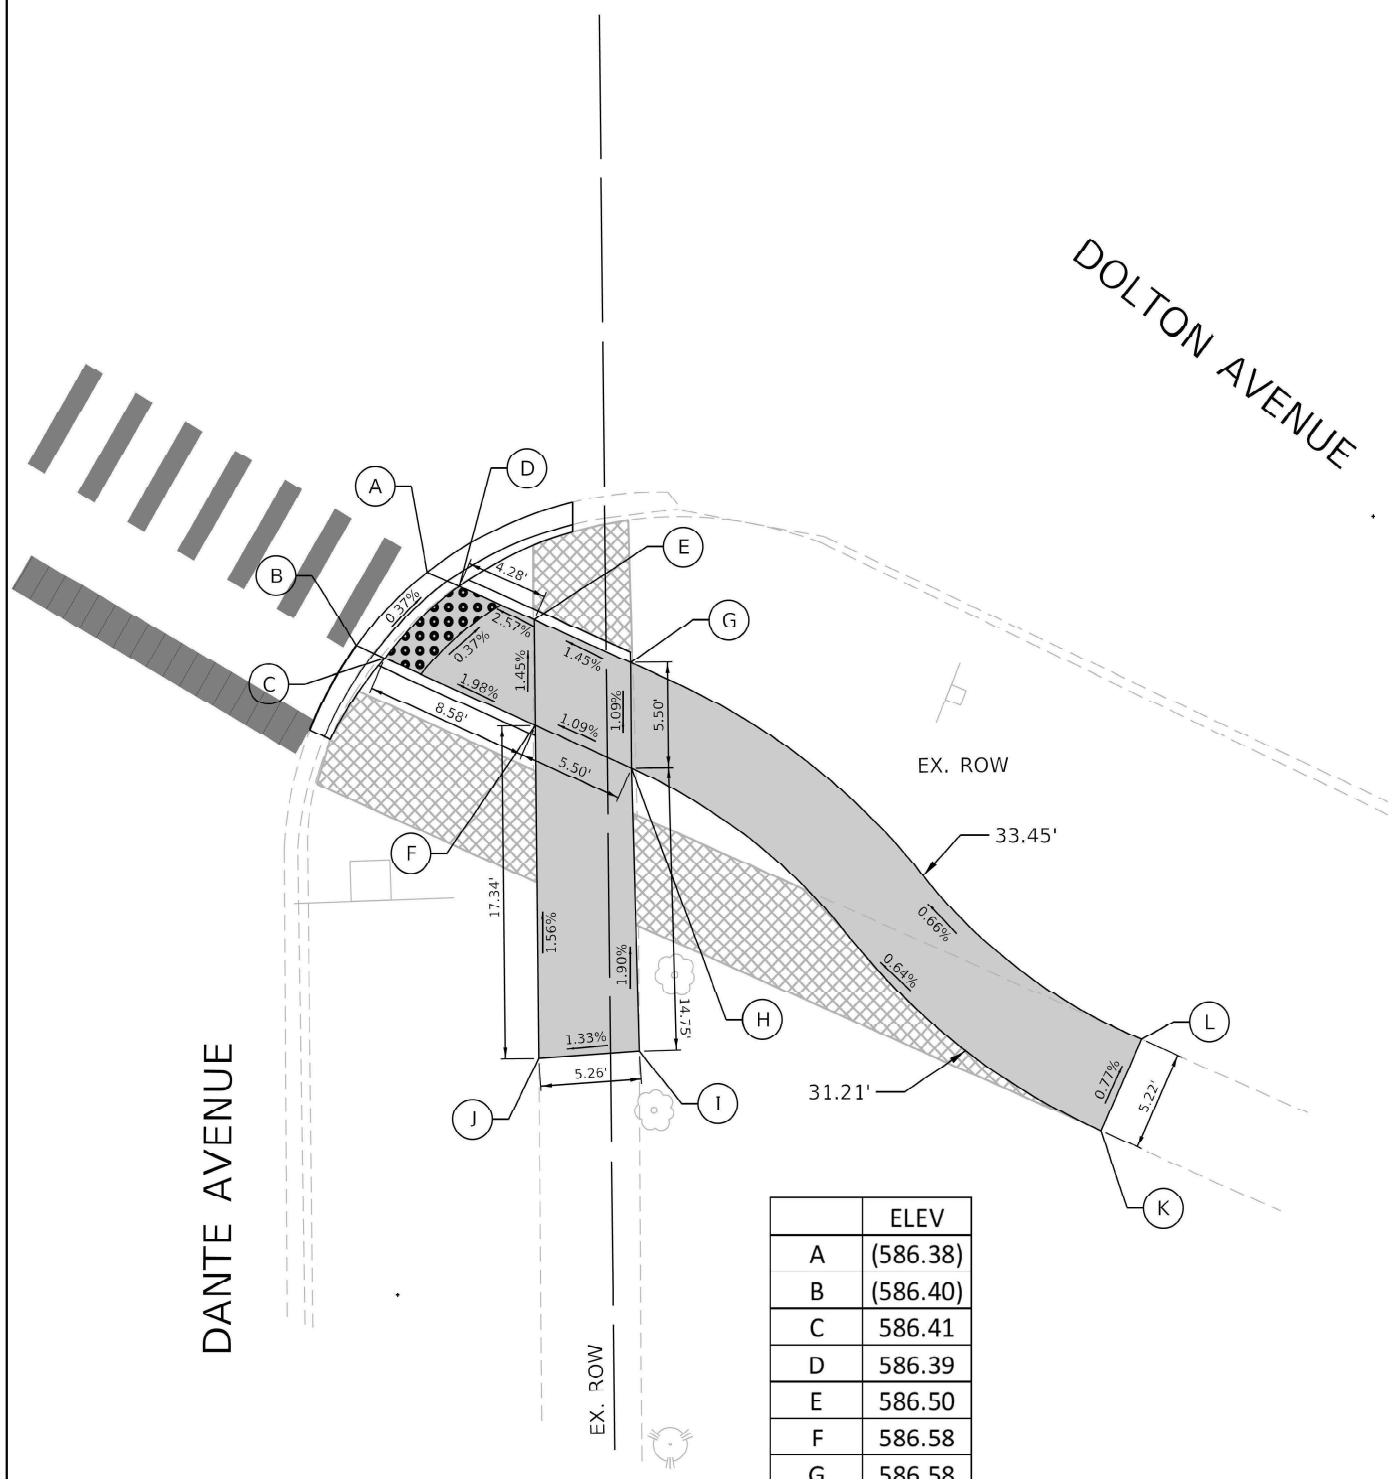 DOLTON AVENUE
D
A
E
B
4.28'
0.37%
2.57%
G
0.37%
1.45%
1.45%
C
1.98%
1.09%
8.58'
1.09%
5.50'
5.50'
EX. ROW
33.45'
F
17.34'
0.66%
1.56%
0.64%
1.90%
H
14.75'
L
1.33%
5.26'
0.77%
5.22'
31.21'
J
I
K
DANTE AVENUE
EX. ROW
ELEV
A (586.38)
B (586.40)
C 586.41
D 586.39
E 586.50
F 586.58
G 586.58